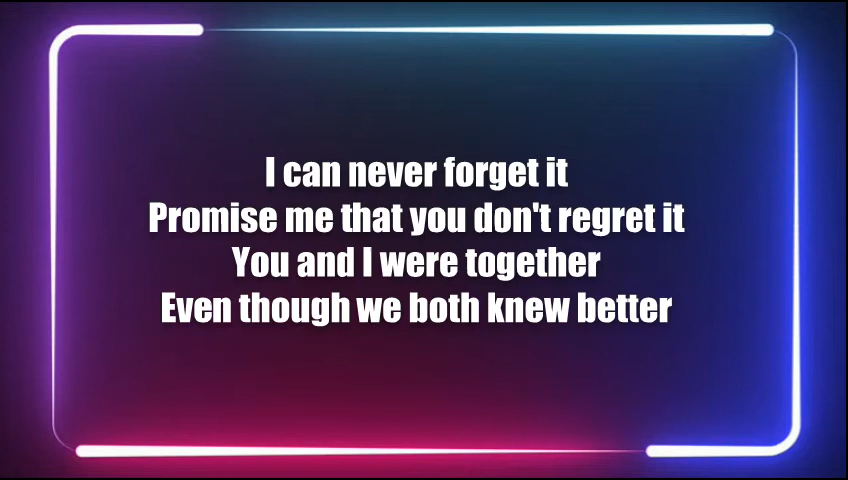 I can never forget it
Promise me that you don't regret it
You and I were together
Even though we both knew better